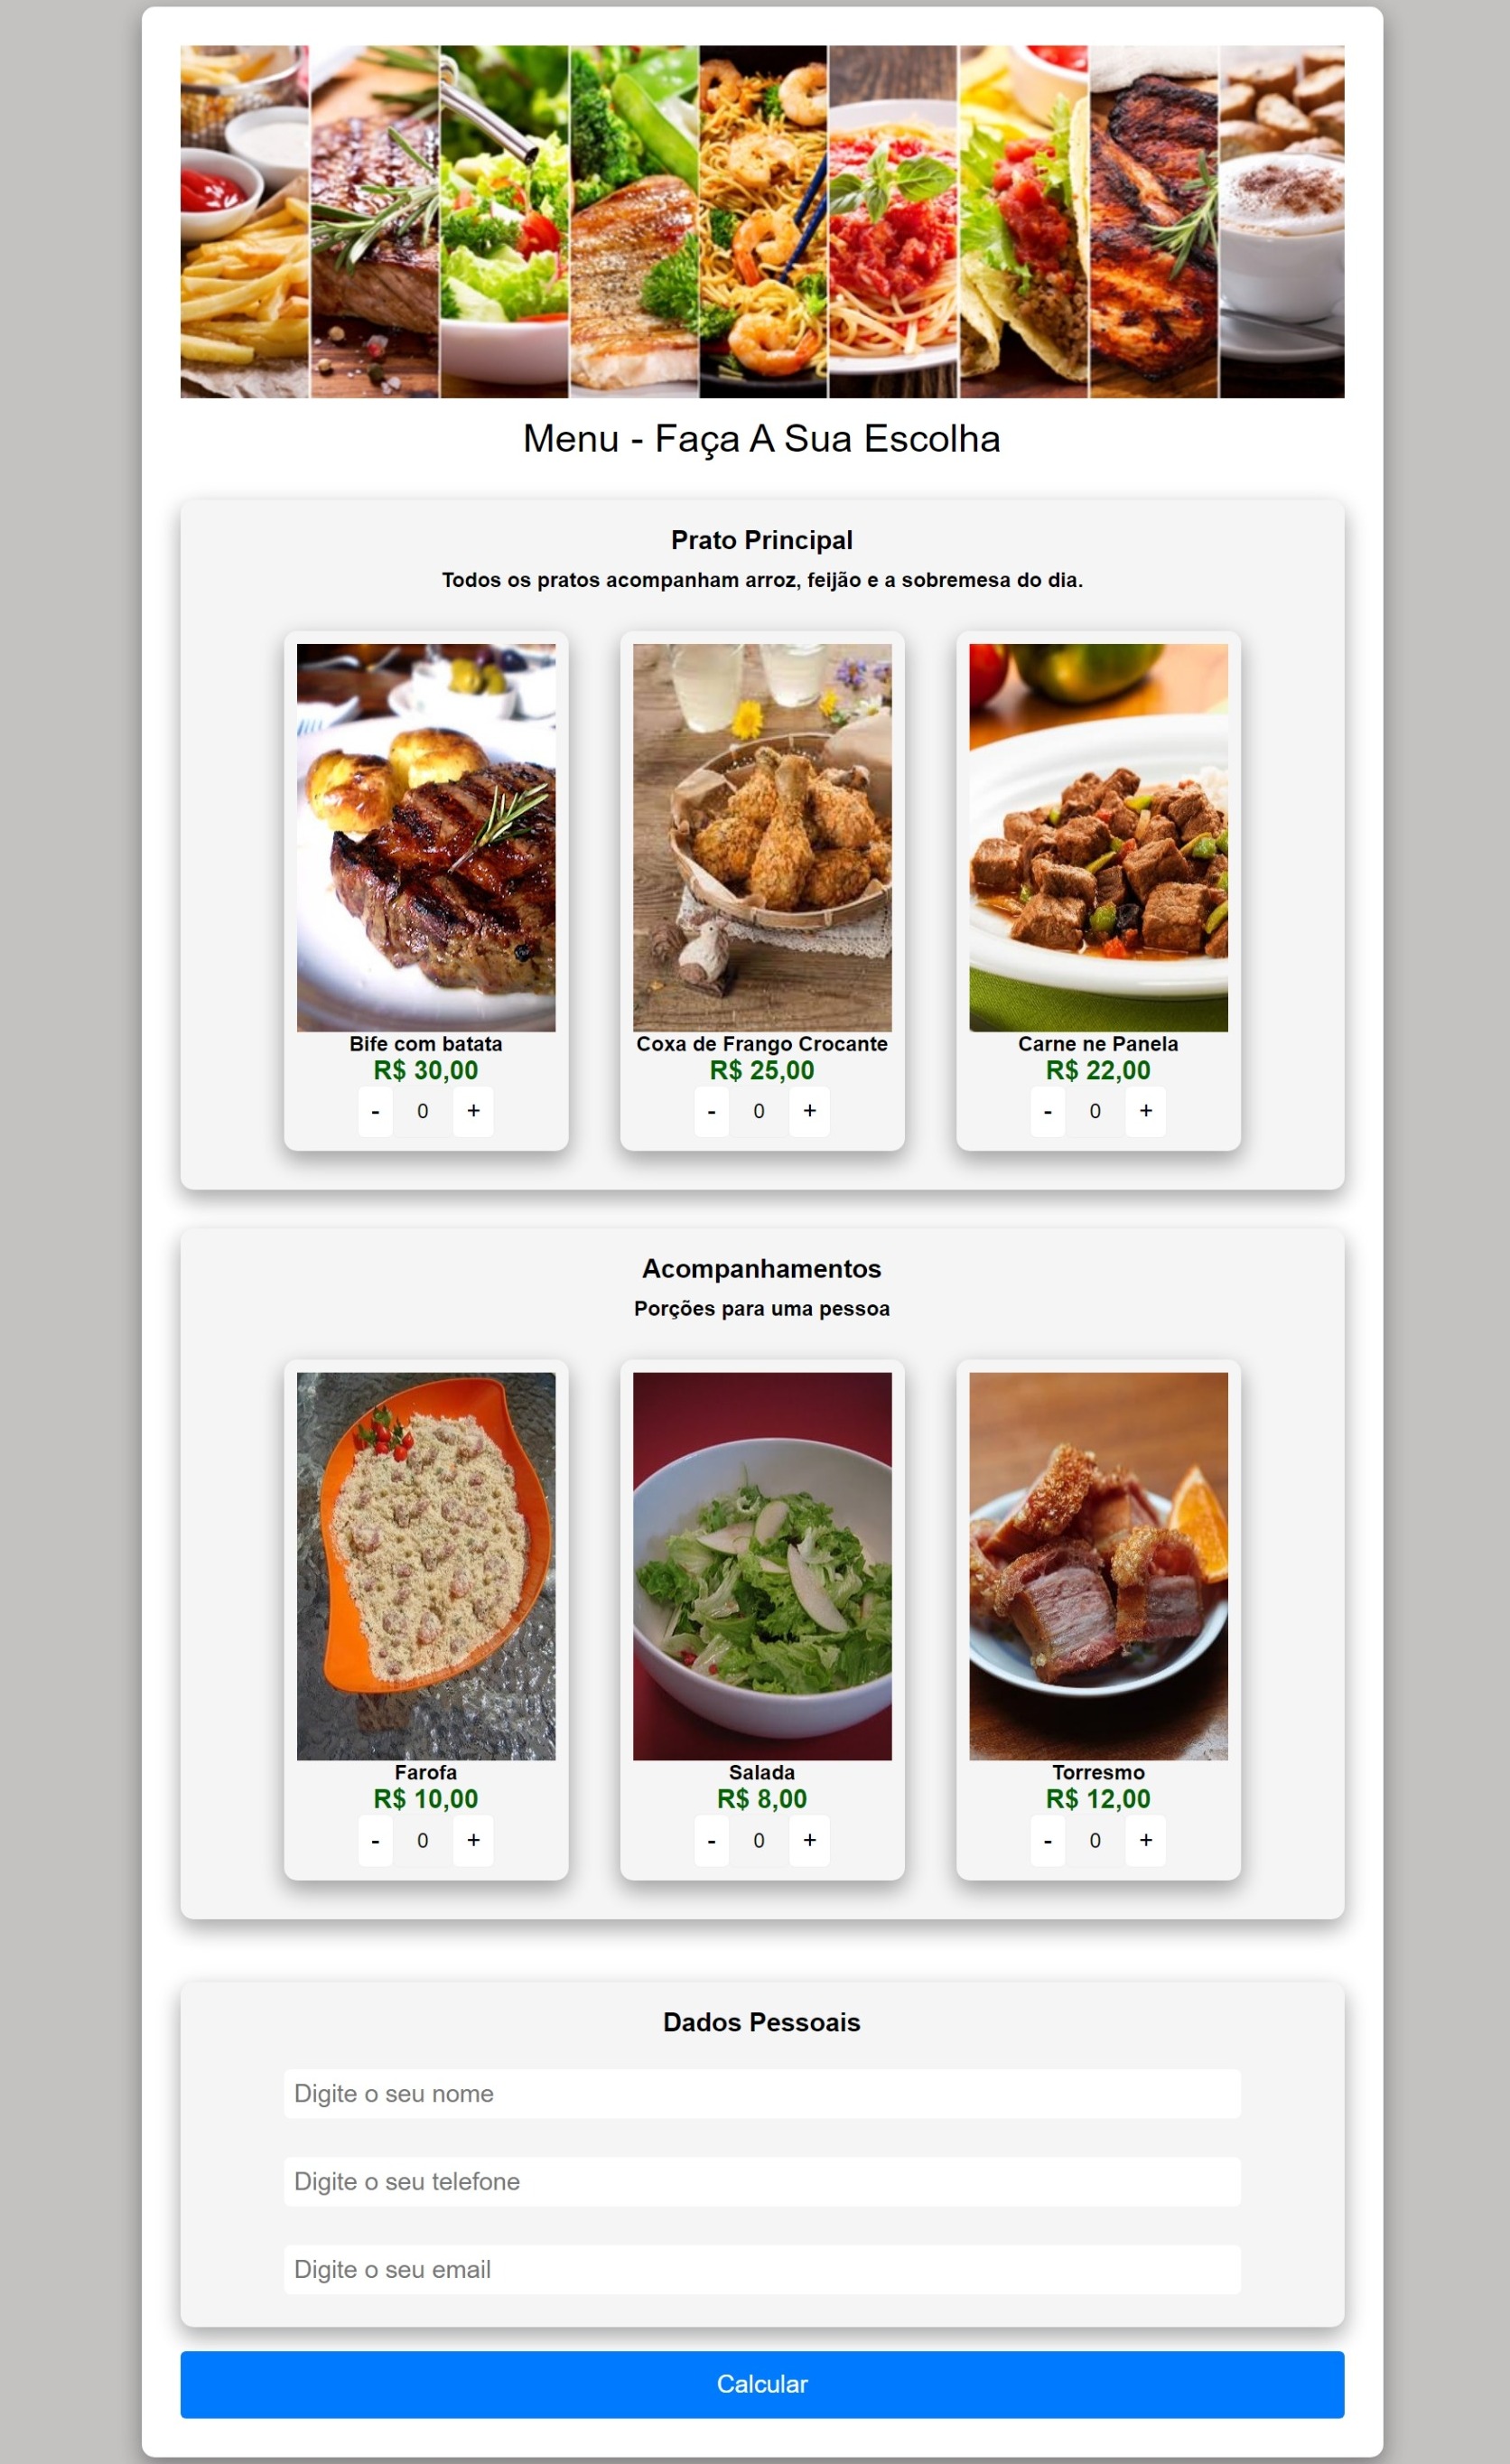 Menu - Faça A Sua Escolha
Prato Principal
Todos os pratos acompanham arroz, feijão e a sobremesa do dia.
Bife com batata
R$ 30,00
- 0 +
Coxa de Frango Crocante
R$ 25,00
- 0 +
Carne ne Panela
R$ 22,00
- 0 +
Acompanhamentos
Porções para uma pessoa
Farofa
R$ 10,00
- 0 +
Salada
R$ 8,00
- 0 +
Torresmo
R$ 12,00
- 0 +
Dados Pessoais
Digite o seu nome
Digite o seu telefone
Digite o seu email
Calcular